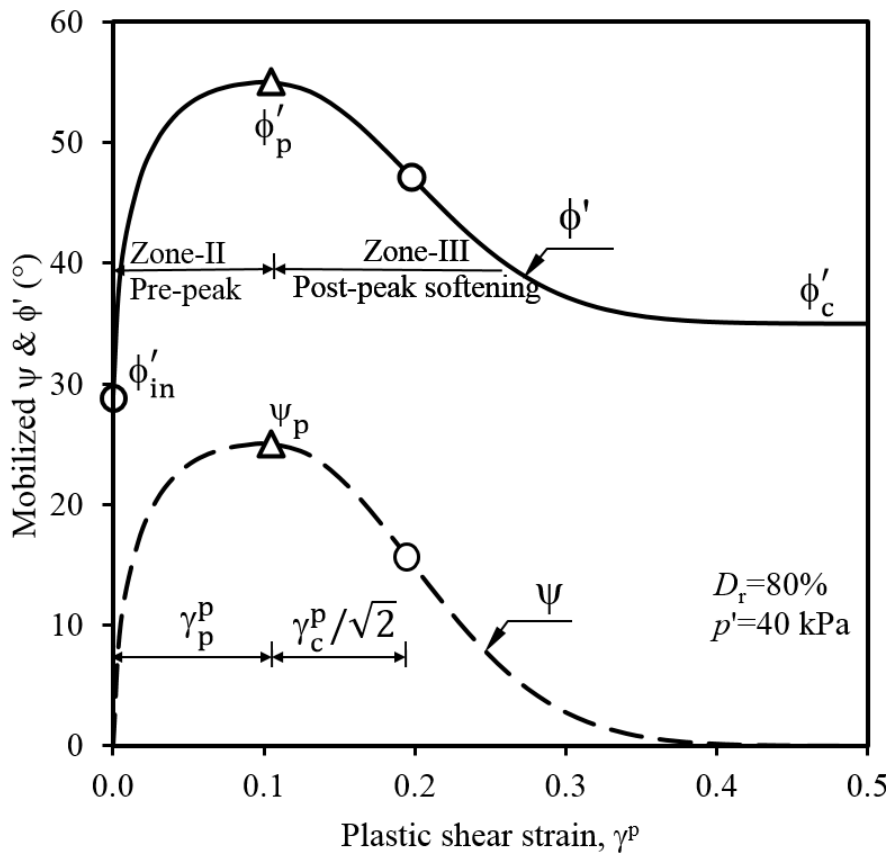 60
50
40
30
20
10
0
Mobilized ψ & ϕ' (°)
ϕ′p
Zone-II
Pre-peak
Zone-III
Post-peak softening
ϕ'
ϕ′c
ϕ′in
ψp
γpp
γcp/√2
ψ
Dr=80%
p'=40 kPa
0.0 0.1 0.2 0.3 0.4 0.5
Plastic shear strain, γp